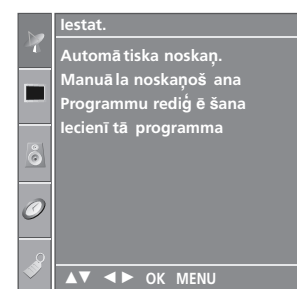 Iestat.
Automātiska noskaņ.
Manuāla noskaņošana
Programmu rediģēšana
Iecienītā programma
▲▼ ◄► OK MENU